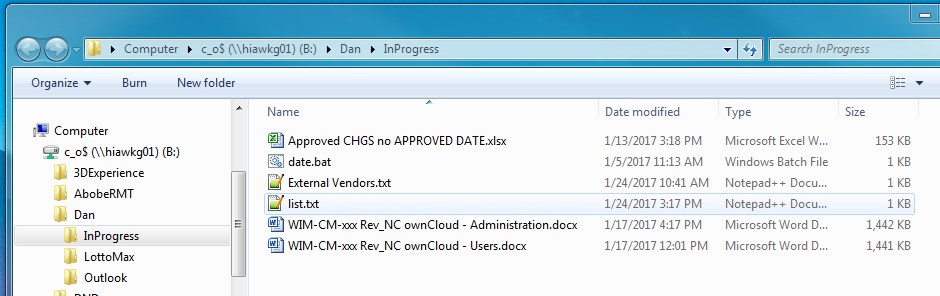 Computer c_o$ (\\hiawkg01) (B:) Dan InProgress Search InProgress
Organize Burn New folder
Name Date modified Type Size
Computer
c_o$ (\\hiawkg01) (B:)
3DExperience
AbobeRMT
Dan
InProgress
LottoMax
Outlook
Approved CHGS no APPROVED DATE.xlsx 1/13/2017 3:18 PM Microsoft Excel W... 153 KB
date.bat 1/5/2017 11:13 AM Windows Batch File 1 KB
External Vendors.txt 1/24/2017 10:41 AM Notepad++ Docu... 1 KB
list.txt 1/24/2017 3:17 PM Notepad++ Docu... 1 KB
WIM-CM-xxx Rev_NC ownCloud - Administration.docx 1/17/2017 4:17 PM Microsoft Word D... 1,442 KB
WIM-CM-xxx Rev_NC ownCloud - Users.docx 1/17/2017 12:01 PM Microsoft Word D... 1,441 KB